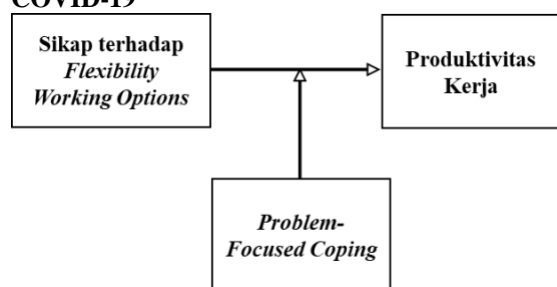 COVID-19
Sikap terhadap
Flexibility
Working Options
Produktivitas
Kerja
Problem-
Focused Coping